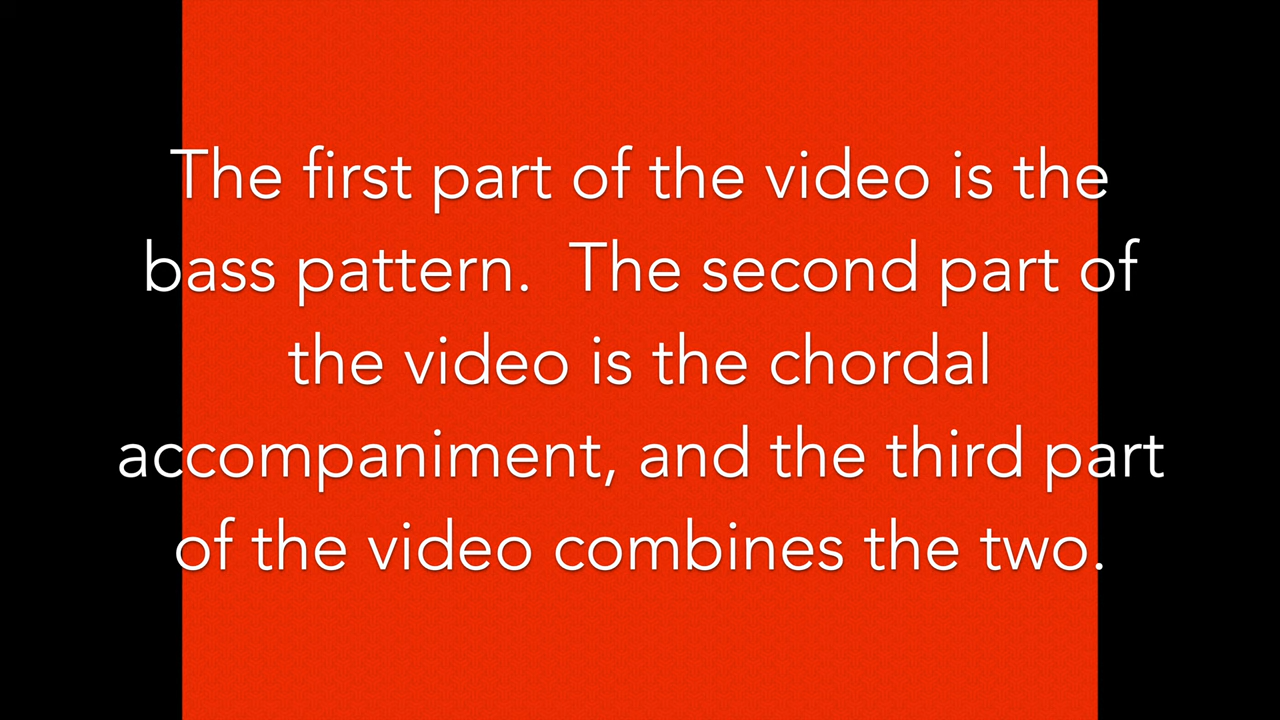 The first part of the video is the
bass pattern.  The second part of
the video is the chordal
accompaniment, and the third part
of the video combines the two.